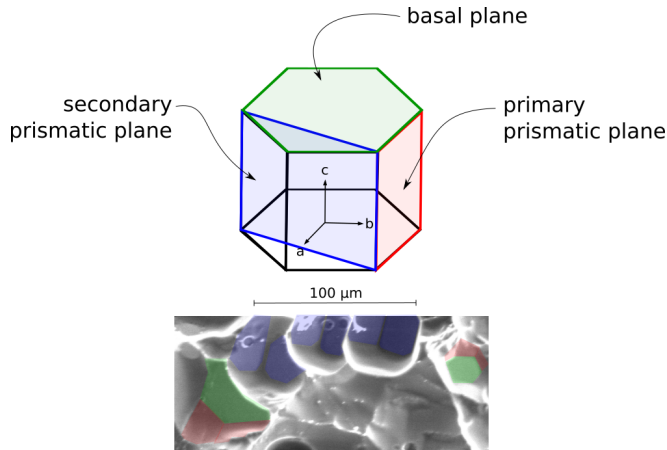 basal plane
secondary
prismatic plane
primary
prismatic plane
c
b
a
100 μm